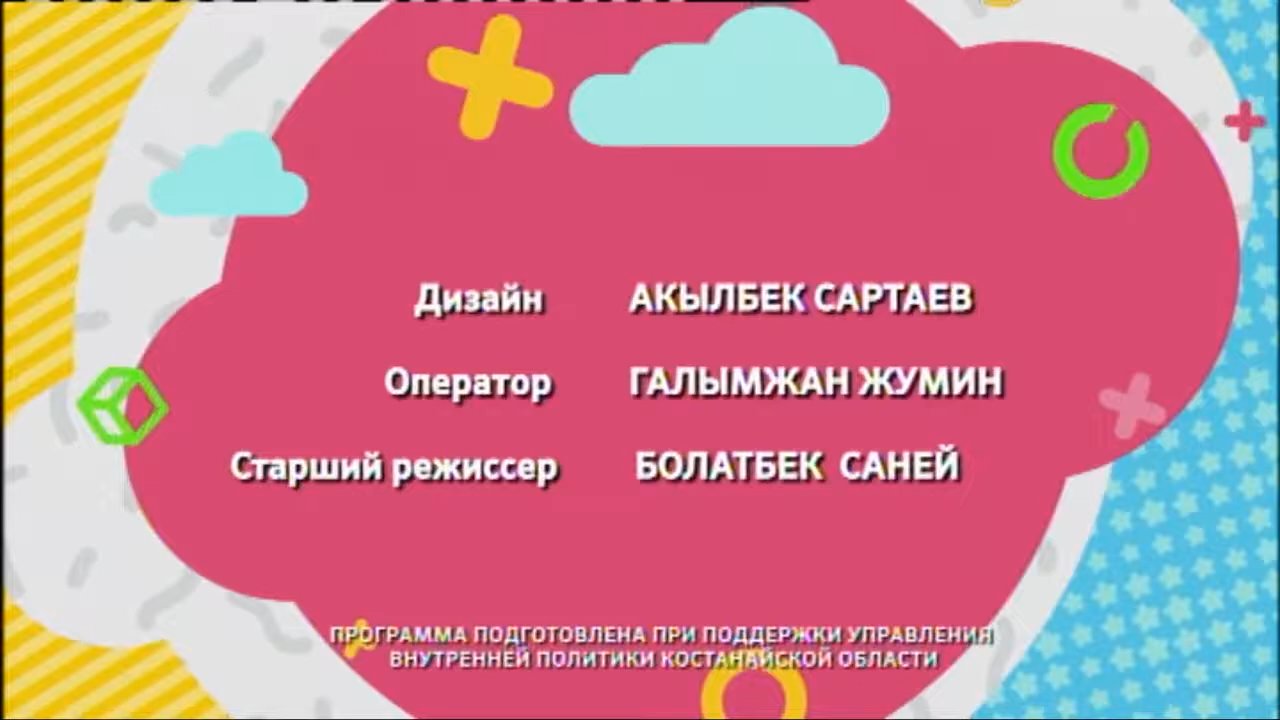 Дизайн АКЫЛБЕК САРТАЕВ
Оператор ГАЛЫМЖАН ЖУМИН
Старший режиссер БОЛАТБЕК САНЕЙ
ПРОГРАММА ПОДГОТОВЛЕНА ПРИ ПОДДЕРЖКИ УПРАВЛЕНИЯ
ВНУТРЕННЕЙ ПОЛИТИКИ КОСТАНАЙСКОЙ ОБЛАСТИ